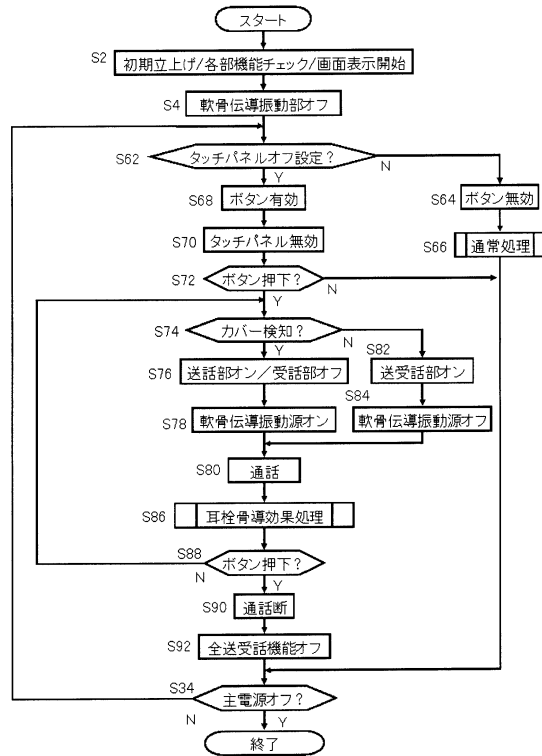 スタート
S2
初期立上げ/各部機能チェック/画面表示開始
S4
軟骨伝導振動部オフ
S62
タッチパネルオフ設定?
N
Y
S68
ボタン有効
S64
ボタン無効
S70
タッチパネル無効
S66
通常処理
S72
ボタン押下?
N
Y
S74
カバー検知?
N
Y
S82
S76
送話部オン/受話部オフ
送受話部オン
S84
S78
軟骨伝導振動源オン
軟骨伝導振動源オフ
S80
通話
S86
耳栓骨導効果処理
S88
ボタン押下?
N
Y
S90
通話断
S92
全送受話機能オフ
S34
主電源オフ?
N
Y
終了